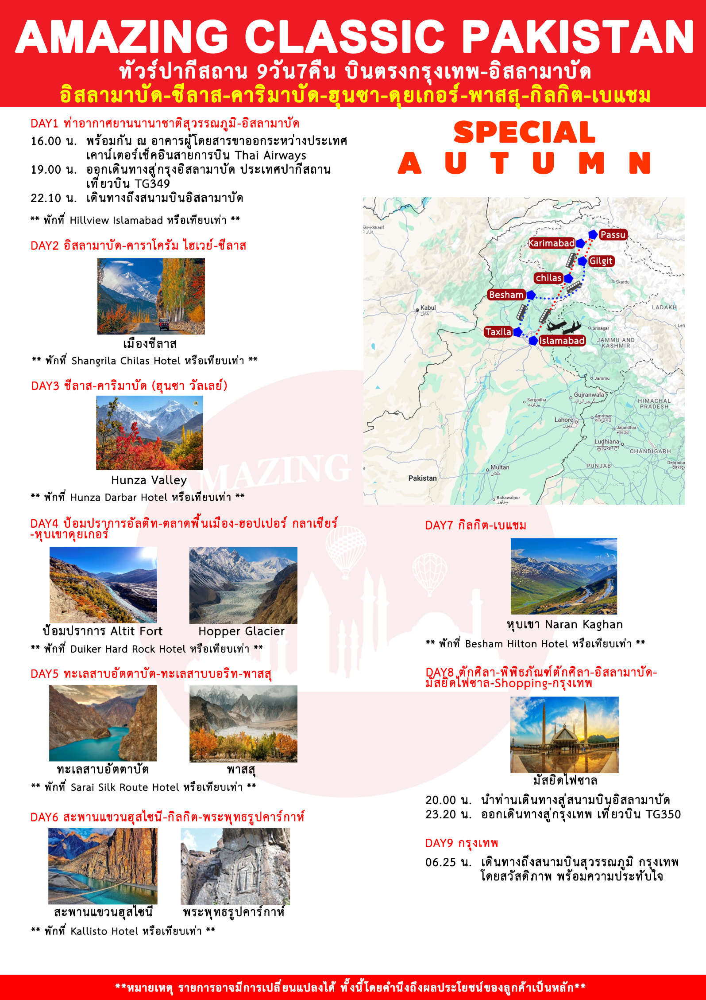 AMAZING CLASSIC PAKISTAN
ทัวร์ปากีสถาน 9วัน7คืน บินตรงกรุงเทพ-อิสลามาบัด
อิสลามาบัด-ชีลาส-คาริมาบัด-ฮุนซา-ดุยเกอร์-พาสสุ-กิลกิต-เบแชม
DAY1 ท่าอากาศยานนานาชาติสุวรรณภูมิ-อิสลามาบัด
16.00 น. พร้อมกัน ณ อาคารผู้โดยสารขาออกระหว่างประเทศ
เคาน์เตอร์เช็คอินสายการบิน Thai Airways
19.00 น. ออกเดินทางสู่กรุงอิสลามาบัด ประเทศปากีสถาน
เที่ยวบิน TG349
22.10 น. เดินทางถึงสนามบินอิสลามาบัด
** พักที่ Hillview Islamabad หรือเทียบเท่า **
DAY2 อิสลามาบัด-คาราโครัม ไฮเวย์-ชีลาส
เมืองชีลาส
** พักที่ Shangrila Chilas Hotel หรือเทียบเท่า **
DAY3 ชีลาส-คาริมาบัด (ฮุนซา วัลเลย์)
AMAZING
Hunza Valley
** พักที่ Hunza Darbar Hotel หรือเทียบเท่า **
SPECIAL
AUTUMN
zar-i-Sharif
Passu
Karimabad
Gilgit
chilas
Skardu
Besham
Kabul
كابل
LADAKH
Leh
Taxila
Srinagar
Islamabad
JAMMU AND
KASHMIR
Jammu
Gujranwala
گوجرانوالہ
Sargodha
سرگودها
HIMACHAL
PRADESH
Lahore
لاہور
Amritsar
ਅੰਮ੍ਰਿਤਸਰ
Jalandhar
ਜਲੰਧਰ
Ludhiana
ਲੁਧਿਆਣਾ
CHANDIGARH
Dehradu
PUNJAB
Multan
ملتان
Pakistan
Bahawalpur
بہاولپور
DAY4 ป้อมปราการอัลติท-ตลาดพื้นเมือง-ฮอปเปอร์ กลาเซียร์
-หุบเขาดุยเกอร์
ป้อมปราการ Altit Fort
Hopper Glacier
** พักที่ Duiker Hard Rock Hotel หรือเทียบเท่า **
DAY5 ทะเลสาบอัตตาบัต-ทะเลสาบบอริท-พาสสุ
ทะเลสาบอัตตาบัต
พาสสุ
** พักที่ Sarai Silk Route Hotel หรือเทียบเท่า **
DAY6 สะพานแขวนฮุสไซนี-กิลกิต-พระพุทธรูปคาร์กาห์
สะพานแขวนฮุสไซนี
พระพุทธรูปคาร์กาห์
** พักที่ Kallisto Hotel หรือเทียบเท่า **
DAY7 กิลกิต-เบแชม
หุบเขา Naran Kaghan
** พักที่ Besham Hilton Hotel หรือเทียบเท่า **
DAY8 ตักศิลา-พิพิธภัณฑ์ตักศิลา-อิสลามาบัด-
มัสยิดไฟซาล-Shopping-กรุงเทพ
มัสยิดไฟซาล
20.00 น. นำท่านเดินทางสู่สนามบินอิสลามาบัด
23.20 น. ออกเดินทางสู่กรุงเทพ เที่ยวบิน TG350
DAY9 กรุงเทพ
06.25 น. เดินทางถึงสนามบินสุวรรณภูมิ กรุงเทพ
โดยสวัสดิภาพ พร้อมความประทับใจ
**หมายเหตุ รายการอาจมีการเปลี่ยนแปลงได้ ทั้งนี้โดยคำนึงถึงผลประโยชน์ของลูกค้าเป็นหลัก**